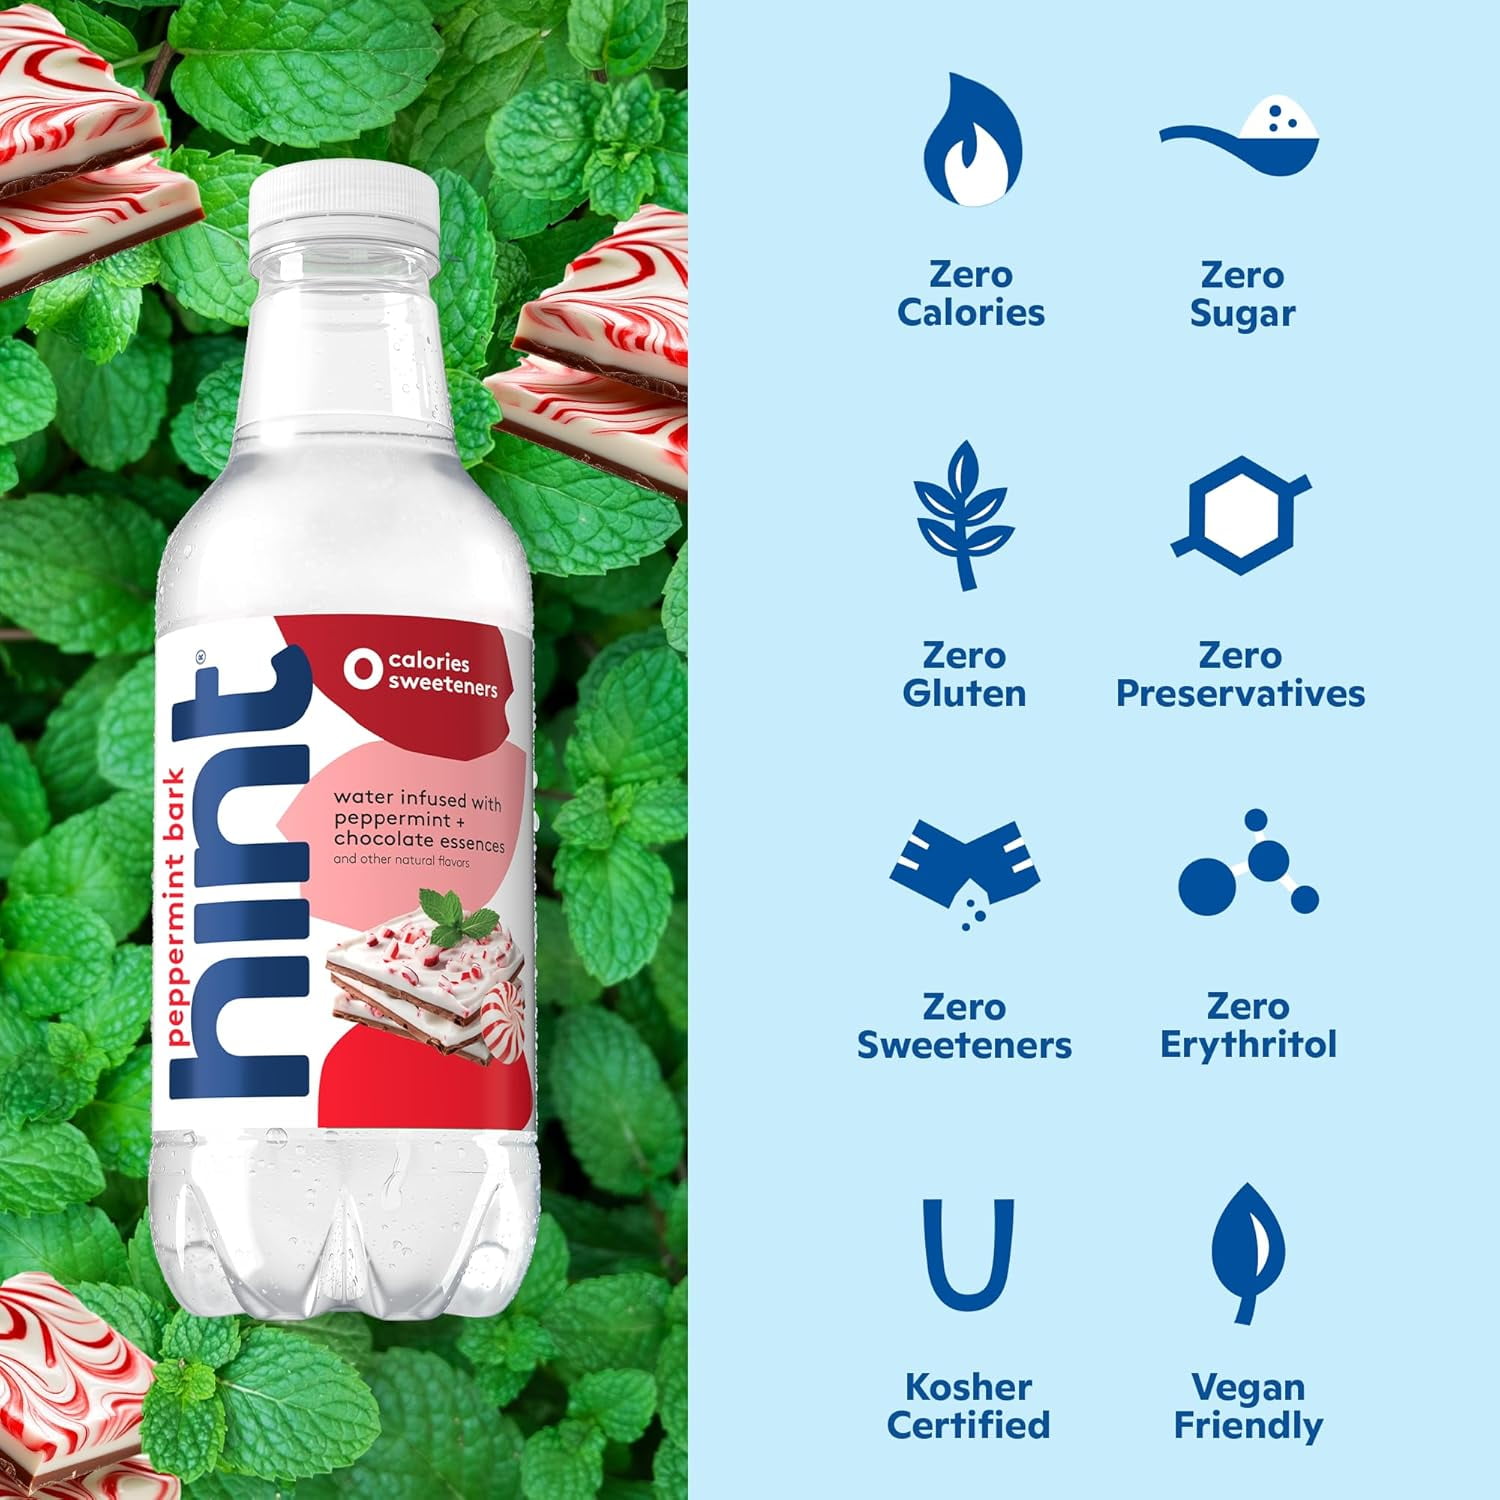 hint®
peppermint bark
0 calories
sweeteners
water infused with
peppermint +
chocolate essences
and other natural flavors
Zero
Calories
Zero
Sugar
Zero
Gluten
Zero
Preservatives
Zero
Sweeteners
Zero
Erythritol
U
Kosher
Certified
Vegan
Friendly